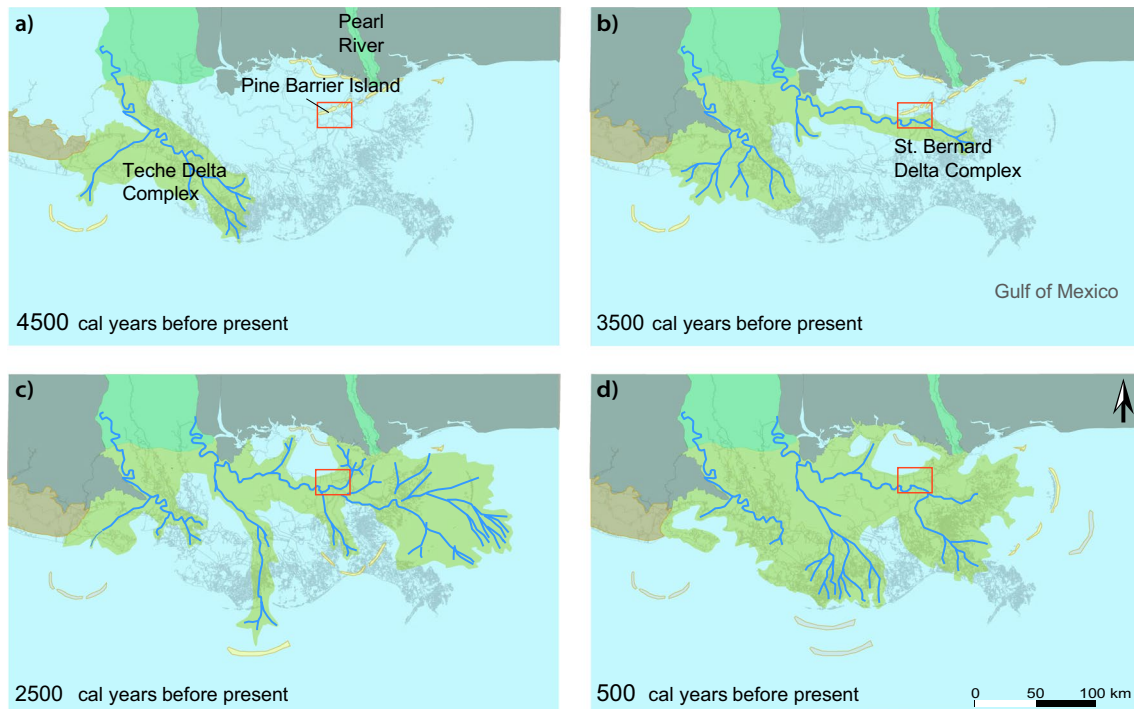 a)
Pearl
River
Pine Barrier Island
Teche Delta
Complex
4500 cal years before present
b)
St. Bernard
Delta Complex
Gulf of Mexico
3500 cal years before present
c)
2500 cal years before present
d)
500 cal years before present
0 50 100 km